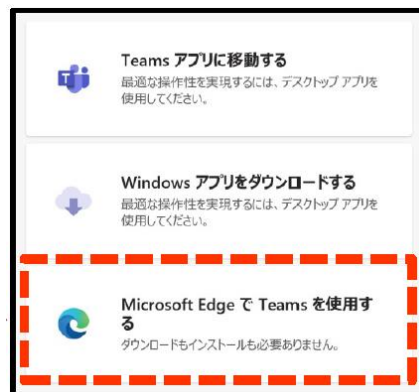 Teams アプリに移動する
最適な操作性を実現するには、デスクトップ アプリを
使用してください。
Windows アプリをダウンロードする
最適な操作性を実現するには、デスクトップ アプリを
使用してください。
Microsoft Edge で Teams を使用す
る
ダウンロードもインストールも必要ありません。